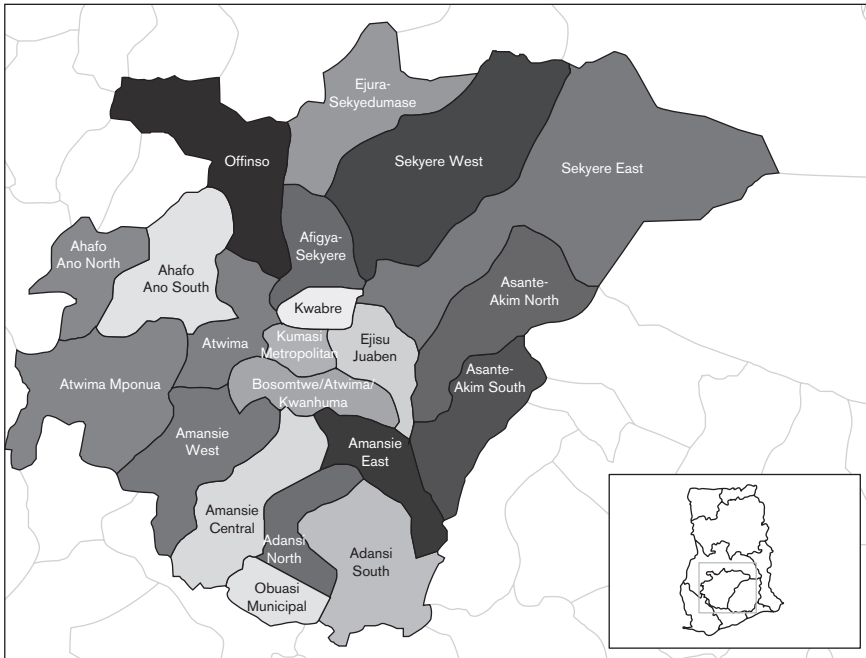 Ejura-
Sekyedumase
Offinso
Sekyere West
Sekyere East
Ahafo
Ano North
Ahafo
Ano South
Afigya-
Sekyere
Asante-
Akim North
Kwabre
Atwima
Kumasi
Metropolitan
Ejisu
Juaben
Atwima Mponua
Bosomtwe/Atwima/
Kwanhuma
Asante-
Akim South
Amansie
West
Amansie
East
Amansie
Central
Adansi
North
Adansi
South
Obuasi
Municipal